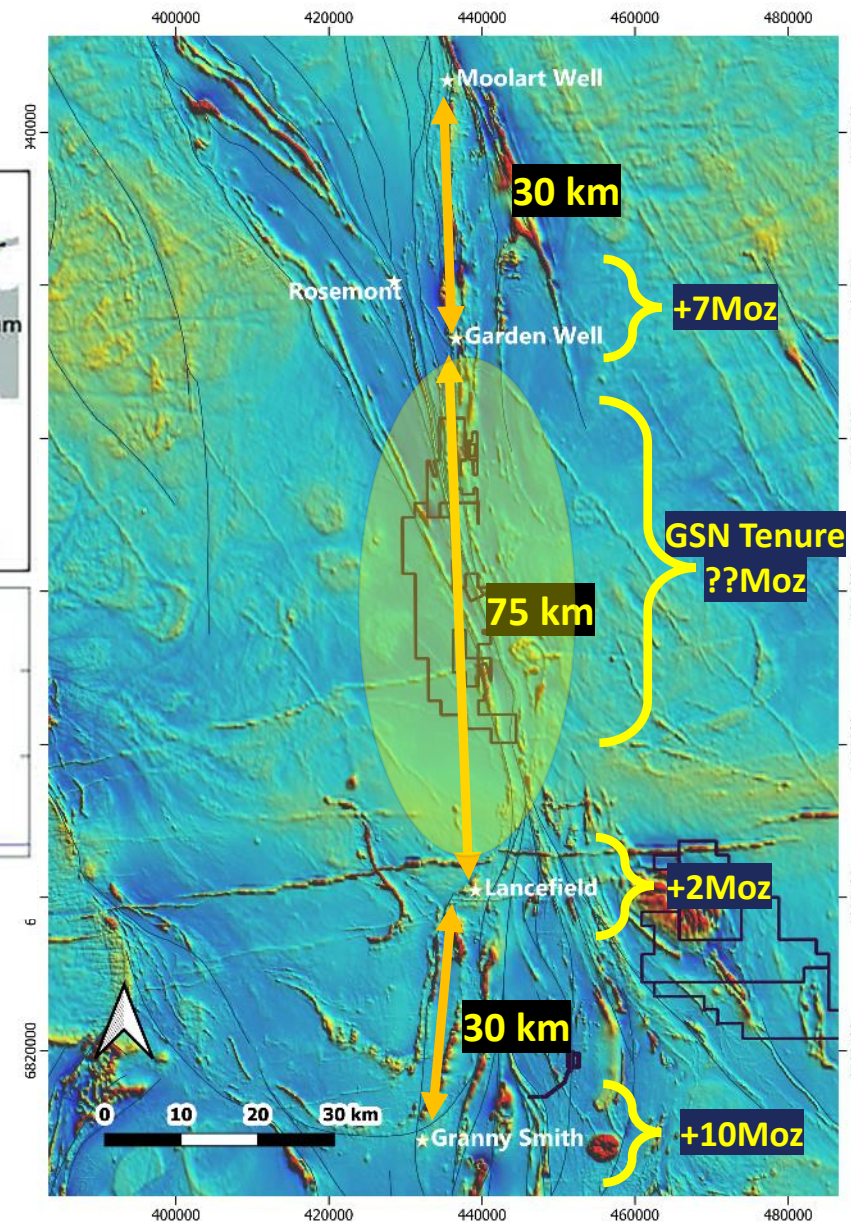 400000 420000 440000 460000 480000
Moolart Well
30 km
Rosemont
+7Moz
Garden Well
GSN Tenure
??Moz
75 km
+2Moz
Lancefield
6
30 km
6820000
0 10 20 30 km
Granny Smith
+10Moz
400000 420000 440000 460000 480000